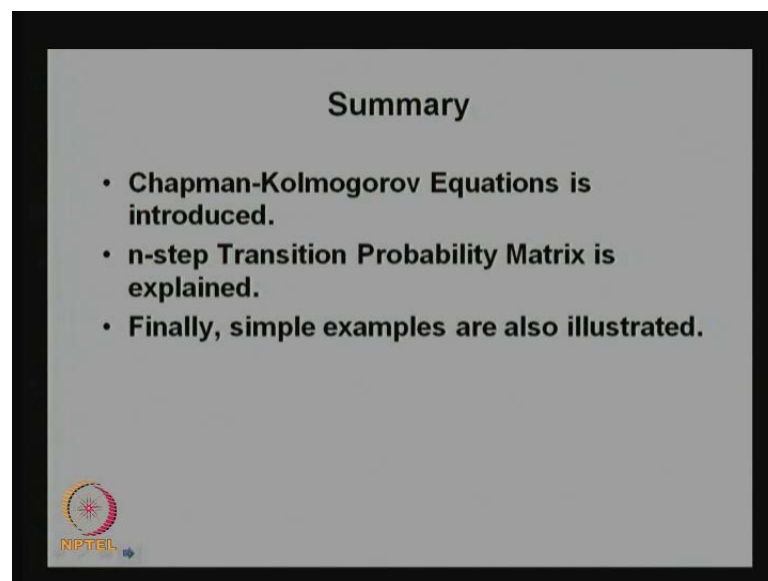 Summary
• Chapman-Kolmogorov Equations is
introduced.
• n-step Transition Probability Matrix is
explained.
• Finally, simple examples are also illustrated.
NPTEL